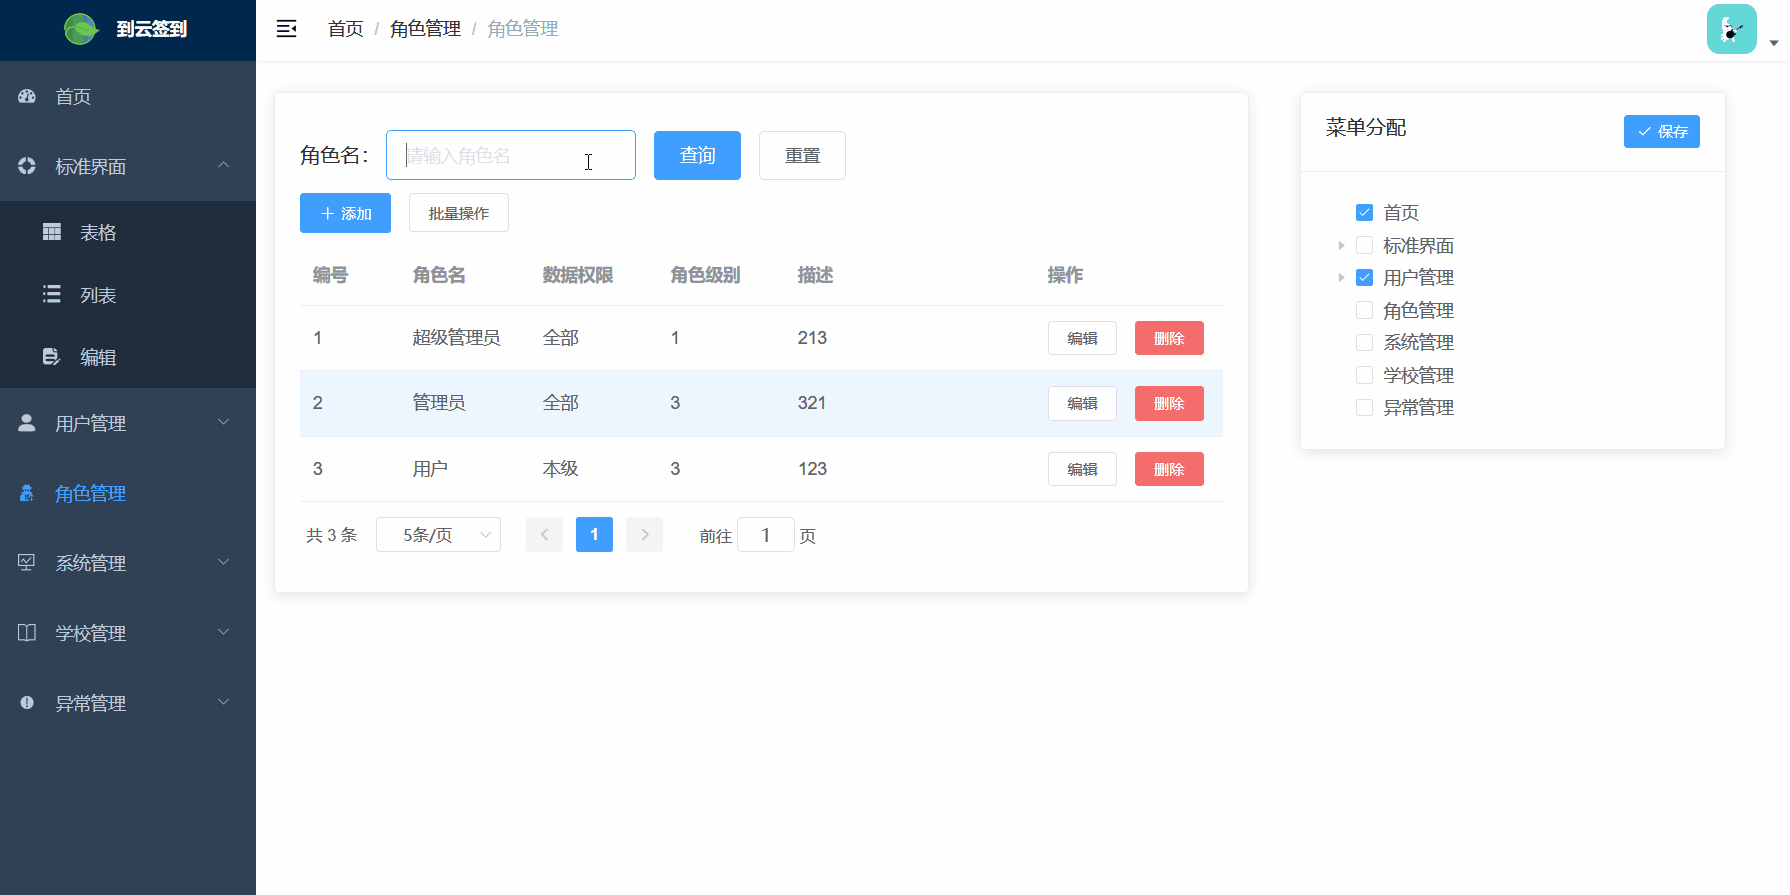 到云签到
首页 / 角色管理 / 角色管理
首页
标准界面
表格
列表
编辑
用户管理
角色管理
系统管理
学校管理
异常管理
角色名： 请输入角色名 查询 重置
添加 批量操作
编号 角色名 数据权限 角色级别 描述 操作
1 超级管理员 全部 1 213 编辑 删除
2 管理员 全部 3 321 编辑 删除
3 用户 本级 3 123 编辑 删除
共 3 条 5条/页 1 前往 1 页
菜单分配 保存
首页
标准界面
用户管理
角色管理
系统管理
学校管理
异常管理